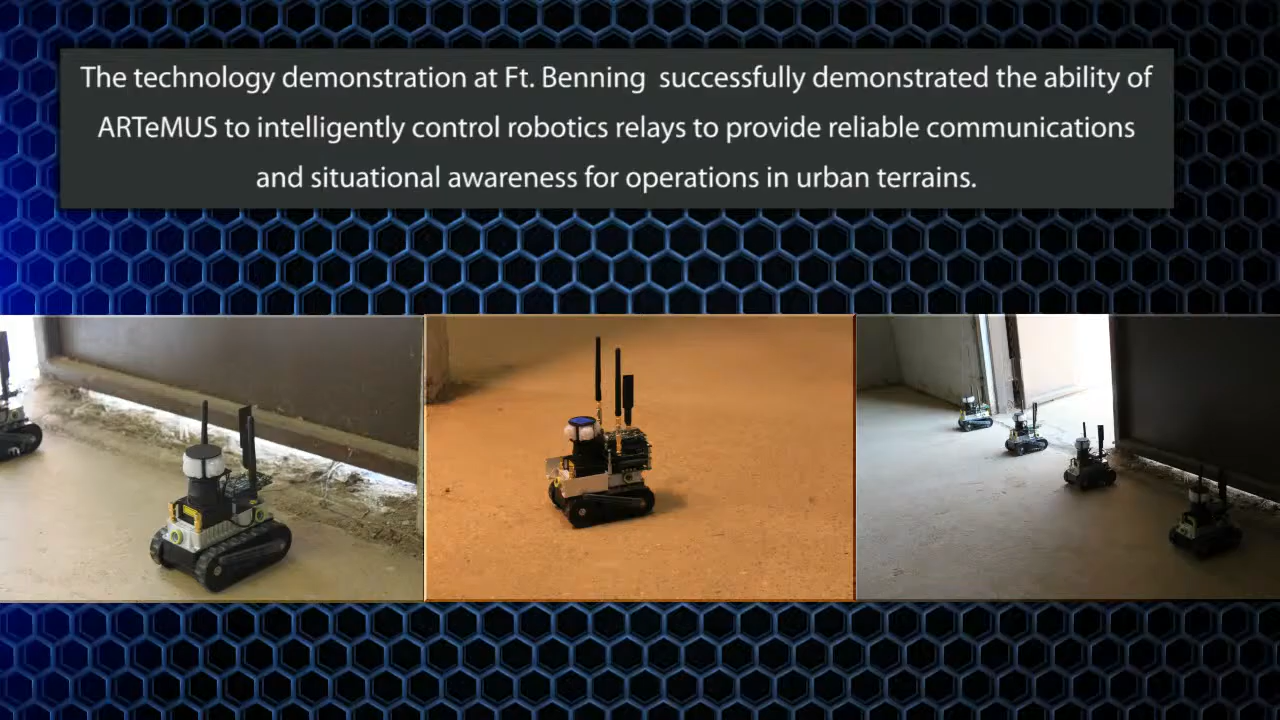 The technology demonstration at Ft. Benning  successfully demonstrated the ability of
ARTeMUS to intelligently control robotics relays to provide reliable communications
and situational awareness for operations in urban terrains.